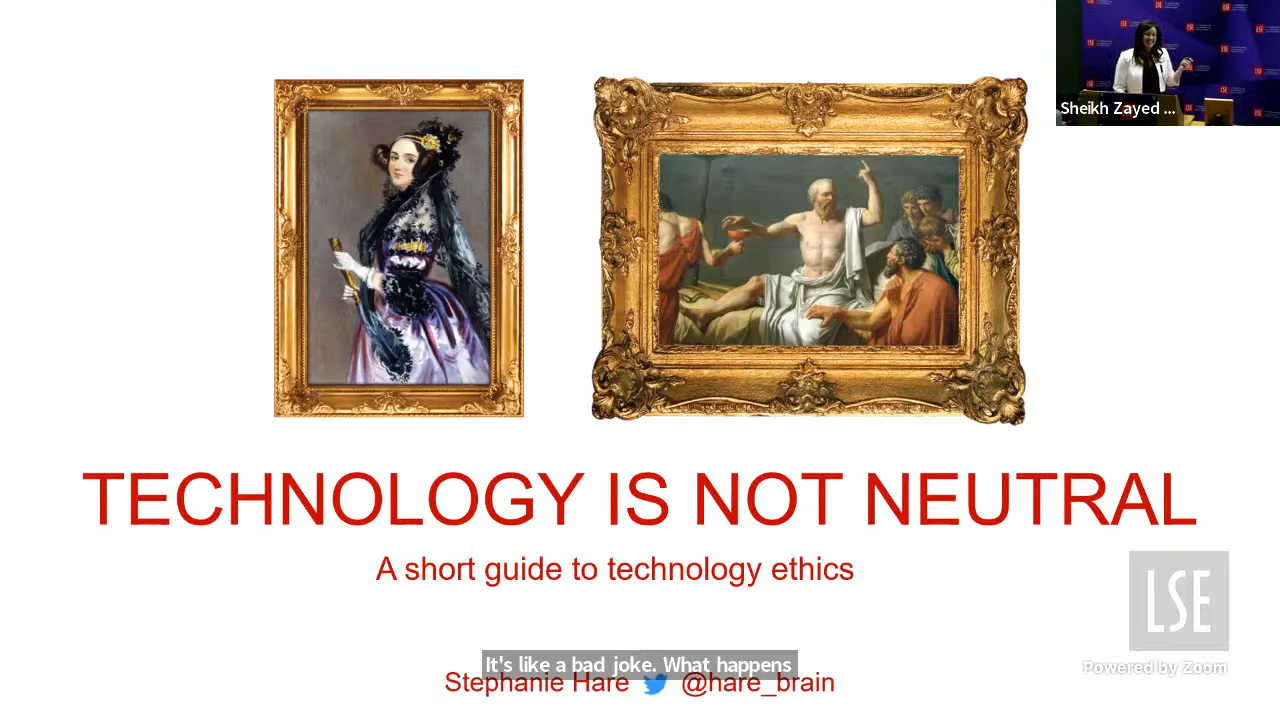 Sheikh Zayed ...
TECHNOLOGY IS NOT NEUTRAL
A short guide to technology ethics
LSE
Powered by Zoom
It's like a bad joke. What happens
Stephanie Hare @hare_brain